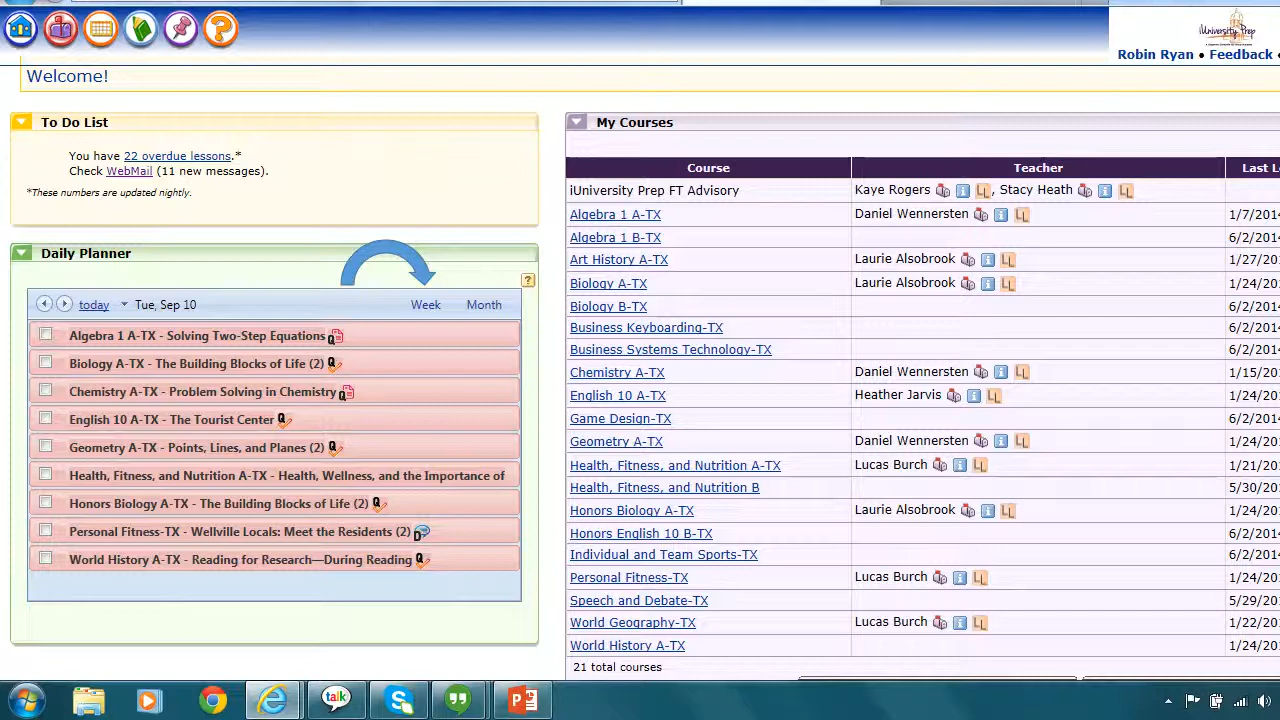 iUniversity Prep
Robin Ryan • Feedback •
Welcome!
To Do List
You have 22 overdue lessons.*
Check WebMail (11 new messages).
*These numbers are updated nightly.
Daily Planner
today Tue, Sep 10 Week Month
Algebra 1 A-TX - Solving Two-Step Equations
Biology A-TX - The Building Blocks of Life (2)
Chemistry A-TX - Problem Solving in Chemistry
English 10 A-TX - The Tourist Center
Geometry A-TX - Points, Lines, and Planes (2)
Health, Fitness, and Nutrition A-TX - Health, Wellness, and the Importance of
Honors Biology A-TX - The Building Blocks of Life (2)
Personal Fitness-TX - Wellville Locals: Meet the Residents (2)
World History A-TX - Reading for Research—During Reading
My Courses
Course Teacher Last L
iUniversity Prep FT Advisory Kaye Rogers , Stacy Heath
Algebra 1 A-TX Daniel Wennersten 1/7/201
Algebra 1 B-TX 6/2/201
Art History A-TX Laurie Alsobrook 1/27/20
Biology A-TX Laurie Alsobrook 1/24/20
Biology B-TX 6/2/201
Business Keyboarding-TX 6/2/201
Business Systems Technology-TX 6/2/201
Chemistry A-TX Daniel Wennersten 1/15/20
English 10 A-TX Heather Jarvis 1/24/20
Game Design-TX 6/2/201
Geometry A-TX Daniel Wennersten 1/24/20
Health, Fitness, and Nutrition A-TX Lucas Burch 1/21/20
Health, Fitness, and Nutrition B 5/30/20
Honors Biology A-TX Laurie Alsobrook 1/24/20
Honors English 10 B-TX 6/2/201
Individual and Team Sports-TX 6/2/201
Personal Fitness-TX Lucas Burch 1/24/20
Speech and Debate-TX 5/29/20
World Geography-TX Lucas Burch 1/22/20
World History A-TX 1/24/20
21 total courses
talk